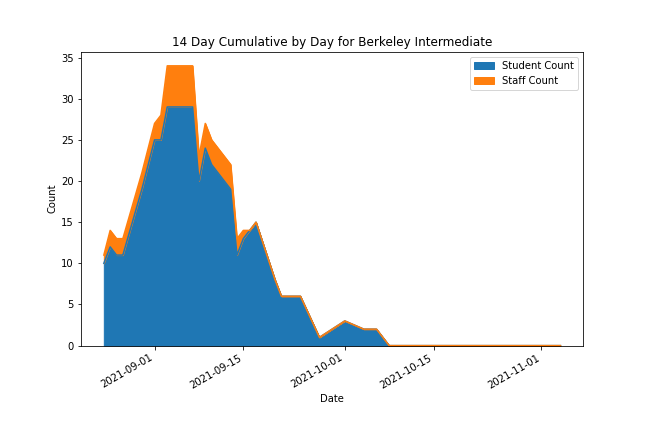 14 Day Cumulative by Day for Berkeley Intermediate
Student Count
Staff Count
Count
35
30
25
20
15
10
5
0
2021-09-01
2021-09-15
2021-10-01
2021-10-15
2021-11-01
Date